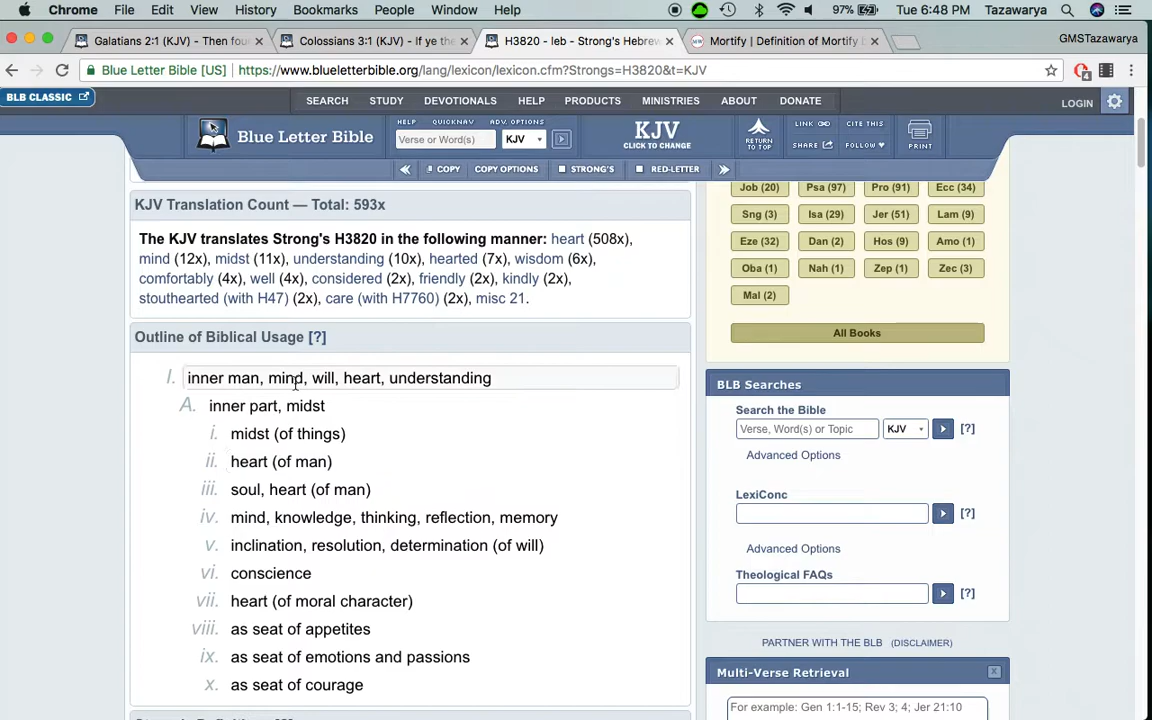 Chrome File Edit View History Bookmarks People Window Help 97% Tue 6:48 PM Tazawarya
Galatians 2:1 (KJV) - Then four Colossians 3:1 (KJV) - If ye the H3820 - leb - Strong's Hebrew Mortify | Definition of Mortify GMSTazawarya
Blue Letter Bible [US] https://www.blueletterbible.org/lang/lexicon/lexicon.cfm?Strongs=H3820&t=KJV 4
BLB CLASSIC SEARCH STUDY DEVOTIONALS HELP PRODUCTS MINISTRIES ABOUT DONATE LOGIN
HELP QUICKNAV ADV. OPTIONS
Blue Letter Bible Verse or Word(s) KJV
KJV
CLICK TO CHANGE
RETURN TO TOP
LINK CITE THIS
SHARE FOLLOW
PRINT
COPY COPY OPTIONS STRONG'S RED-LETTER
KJV Translation Count — Total: 593x
The KJV translates Strong's H3820 in the following manner: heart (508x),
mind (12x), midst (11x), understanding (10x), hearted (7x), wisdom (6x),
comfortably (4x), well (4x), considered (2x), friendly (2x), kindly (2x),
stouthearted (with H47) (2x), care (with H7760) (2x), misc 21.
Outline of Biblical Usage [?]
I. inner man, mind, will, heart, understanding
A. inner part, midst
i. midst (of things)
ii. heart (of man)
iii. soul, heart (of man)
iv. mind, knowledge, thinking, reflection, memory
v. inclination, resolution, determination (of will)
vi. conscience
vii. heart (of moral character)
viii. as seat of appetites
ix. as seat of emotions and passions
x. as seat of courage
Job (20) Psa (97) Pro (91) Ecc (34)
Sng (3) Isa (29) Jer (51) Lam (9)
Eze (32) Dan (2) Hos (9) Amo (1)
Oba (1) Nah (1) Zep (1) Zec (3)
Mal (2)
All Books
BLB Searches
Search the Bible
Verse, Word(s) or Topic KJV [?]
Advanced Options
LexiConc
[?]
Advanced Options
Theological FAQs
[?]
PARTNER WITH THE BLB (DISCLAIMER)
Multi-Verse Retrieval x
For example: Gen 1:1-15; Rev 3; 4; Jer 21:10